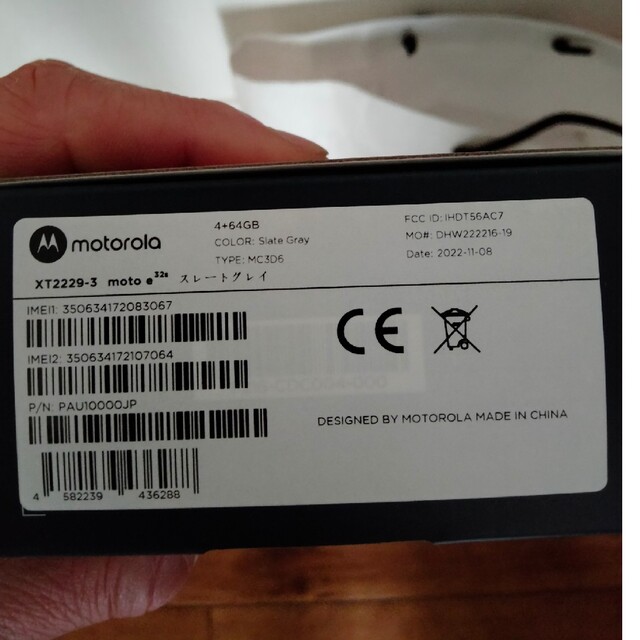 motorola
4+64GB
COLOR: Slate Gray
TYPE: MC3D6
FCC ID: IHDT56AC7
MO#: DHW222216-19
Date: 2022-11-08
XT2229-3 moto e32s スレートグレイ
IMEI1: 350634172083067
IMEI2: 350634172107064
P/N: PAU10000JP
4 582239 436288
CE
DESIGNED BY MOTOROLA MADE IN CHINA